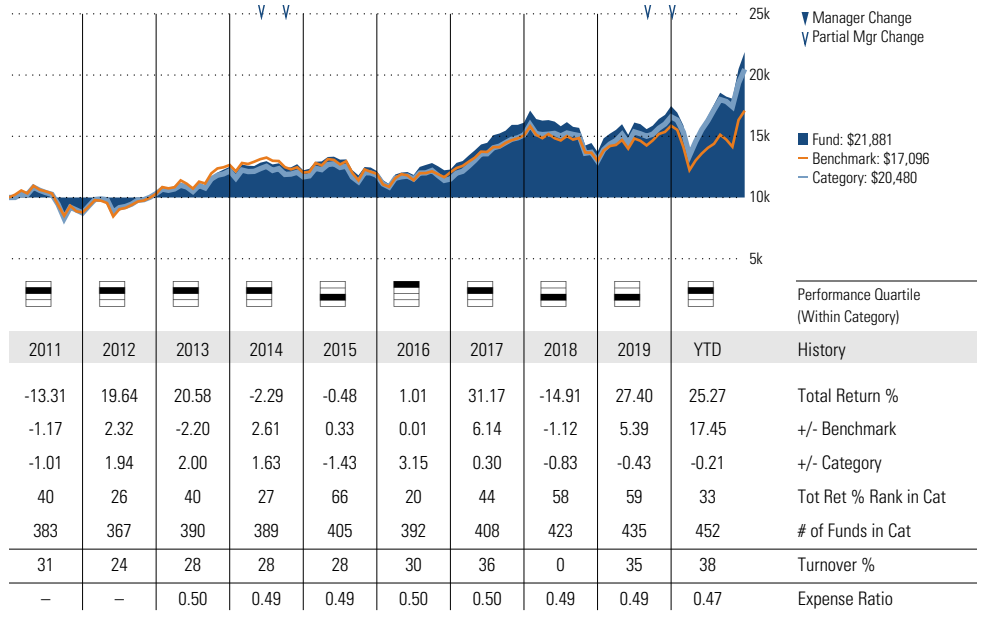 25k
Manager Change
Partial Mgr Change
20k
15k
Fund: $21,881
Benchmark: $17,096
Category: $20,480
10k
5k
Performance Quartile
(Within Category)
2011 2012 2013 2014 2015 2016 2017 2018 2019 YTD History
-13.31 19.64 20.58 -2.29 -0.48 1.01 31.17 -14.91 27.40 25.27 Total Return %
-1.17 2.32 -2.20 2.61 0.33 0.01 6.14 -1.12 5.39 17.45 +/- Benchmark
-1.01 1.94 2.00 1.63 -1.43 3.15 0.30 -0.83 -0.43 -0.21 +/- Category
40 26 40 27 66 20 44 58 59 33 Tot Ret % Rank in Cat
383 367 390 389 405 392 408 423 435 452 # of Funds in Cat
31 24 28 28 28 30 36 0 35 38 Turnover %
– – 0.50 0.49 0.49 0.50 0.50 0.49 0.49 0.47 Expense Ratio